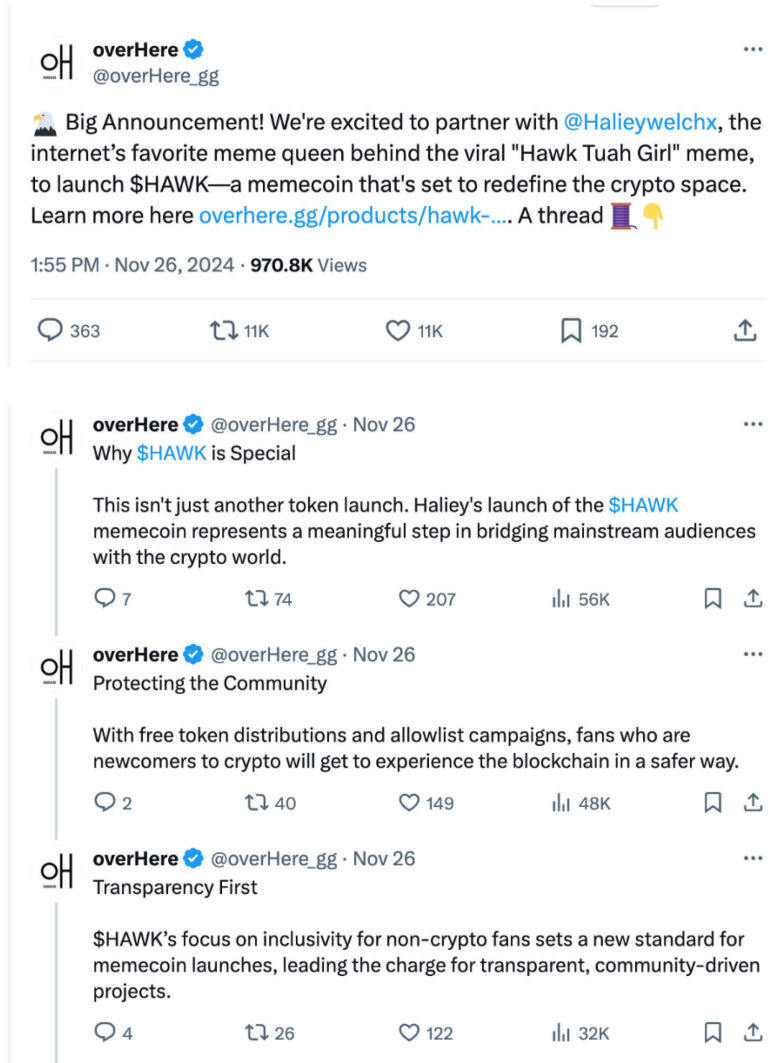 oH
overHere
@overHere_gg
🦅 Big Announcement! We're excited to partner with @Halieywelchx, the
internet’s favorite meme queen behind the viral "Hawk Tuah Girl" meme,
to launch $HAWK—a memecoin that's set to redefine the crypto space.
Learn more here overhere.gg/products/hawk-.... A thread 🧵👇
1:55 PM · Nov 26, 2024 · 970.8K Views
363 11K 11K 192
oH
overHere @overHere_gg · Nov 26
Why $HAWK is Special
This isn't just another token launch. Haliey's launch of the $HAWK
memecoin represents a meaningful step in bridging mainstream audiences
with the crypto world.
7 74 207 56K
oH
overHere @overHere_gg · Nov 26
Protecting the Community
With free token distributions and allowlist campaigns, fans who are
newcomers to crypto will get to experience the blockchain in a safer way.
2 40 149 48K
oH
overHere @overHere_gg · Nov 26
Transparency First
$HAWK’s focus on inclusivity for non-crypto fans sets a new standard for
memecoin launches, leading the charge for transparent, community-driven
projects.
4 26 122 32K